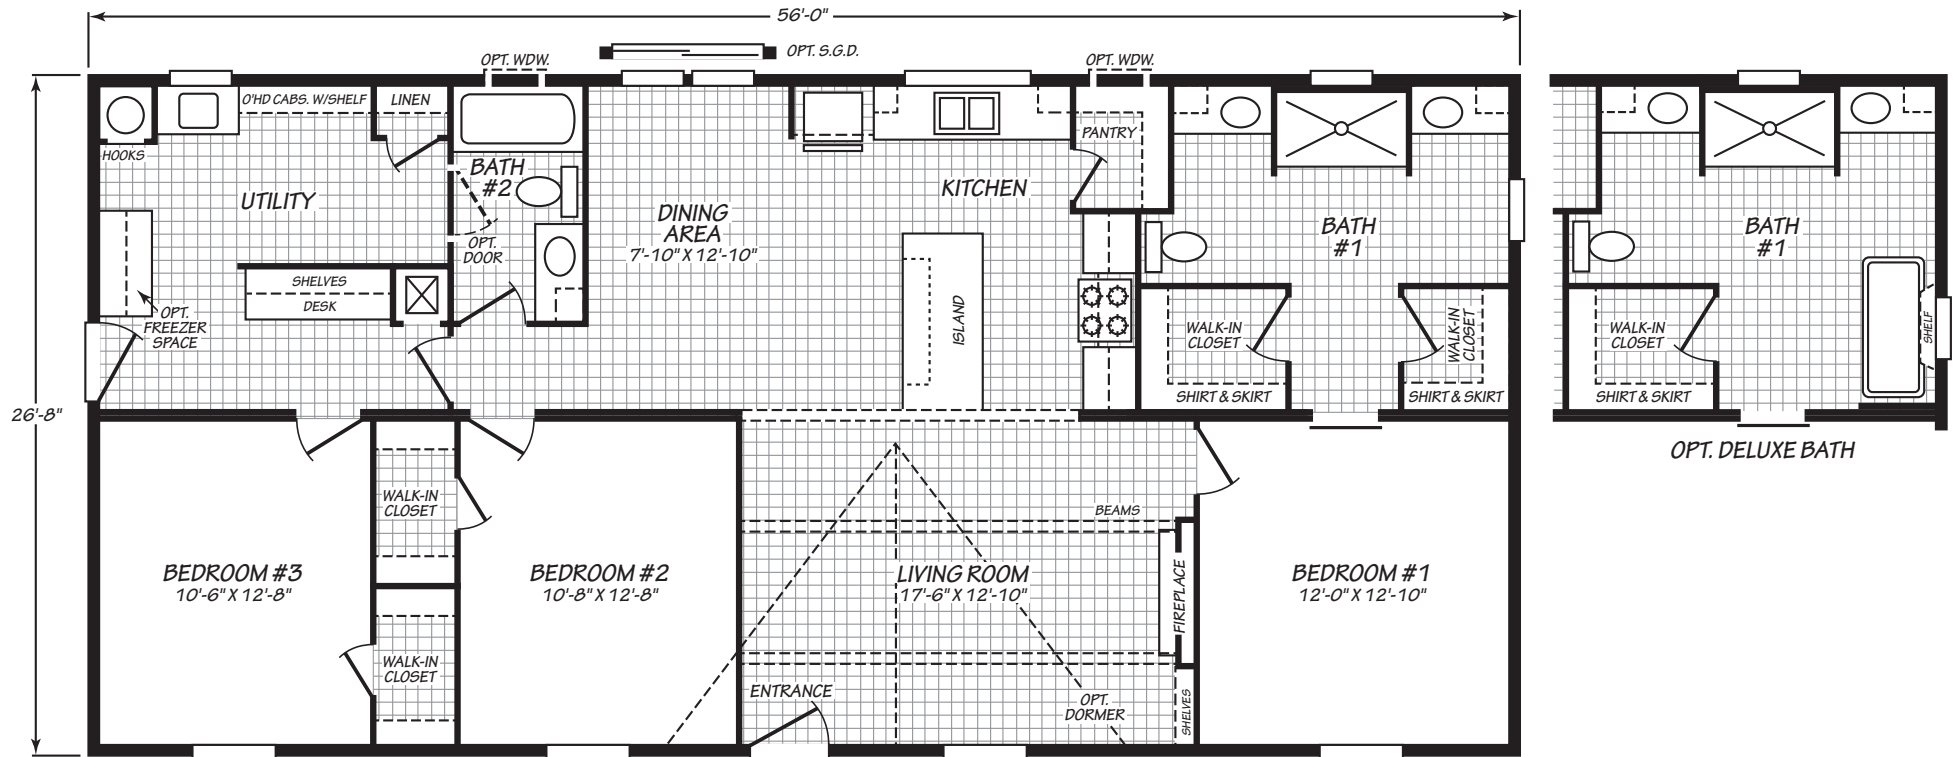 56'-0"
OPT. WDW.
OPT. S.G.D.
OPT. WDW.
O'HD CABS. W/SHELF
LINEN
HOOKS
BATH
#2
PANTRY
UTILITY
KITCHEN
DINING
AREA
7'-10" X 12'-10"
OPT.
DOOR
BATH
#1
SHELVES
DESK
OPT.
FREEZER
SPACE
ISLAND
WALK-IN
CLOSET
SHIRT & SKIRT
WALK-IN
CLOSET
SHIRT & SKIRT
26'-8"
BATH
#1
WALK-IN
CLOSET
SHELF
SHIRT & SKIRT
OPT. DELUXE BATH
WALK-IN
CLOSET
BEAMS
BEDROOM #3
10'-6" X 12'-8"
BEDROOM #2
10'-8" X 12'-8"
LIVING ROOM
17'-6" X 12'-10"
FIREPLACE
BEDROOM #1
12'-0" X 12'-10"
WALK-IN
CLOSET
ENTRANCE
OPT.
DORMER
SHELVES